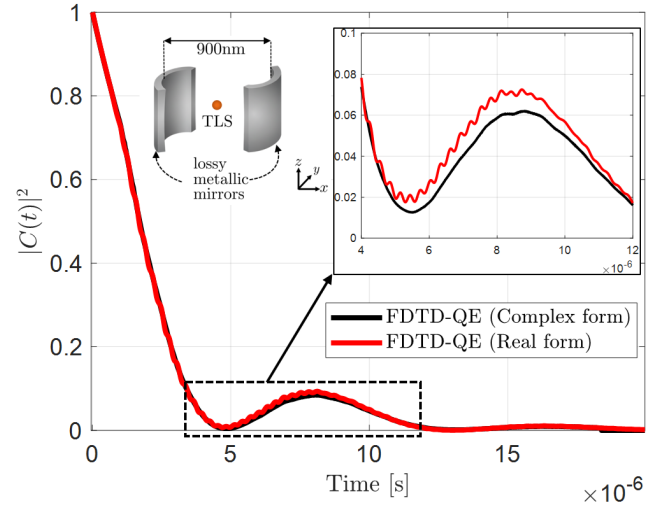 1
0.8
0.6
0.4
0.2
0
|C(t)|²
0
5
10
15
Time [s]
×10⁻⁶
900nm
TLS
lossy
metallic
mirrors
z
y
x
0.1
0.08
0.06
0.04
0.02
0
4
6
8
10
12
×10⁻⁶
FDTD-QE (Complex form)
FDTD-QE (Real form)